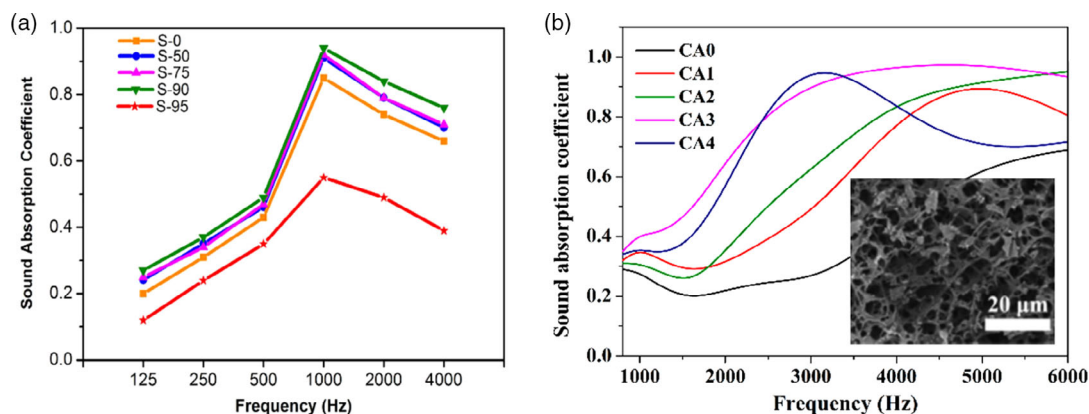 (a)
Sound Absorption Coefficient
1.0
0.8
0.6
0.4
0.2
0.0
S-0
S-50
S-75
S-90
S-95
125 250 500 1000 2000 4000
Frequency (Hz)
(b)
Sound absorption coefficient
1.0
0.8
0.6
0.4
0.2
0.0
CA0
CA1
CA2
CA3
CA4
20 μm
1000 2000 3000 4000 5000 6000
Frequency (Hz)